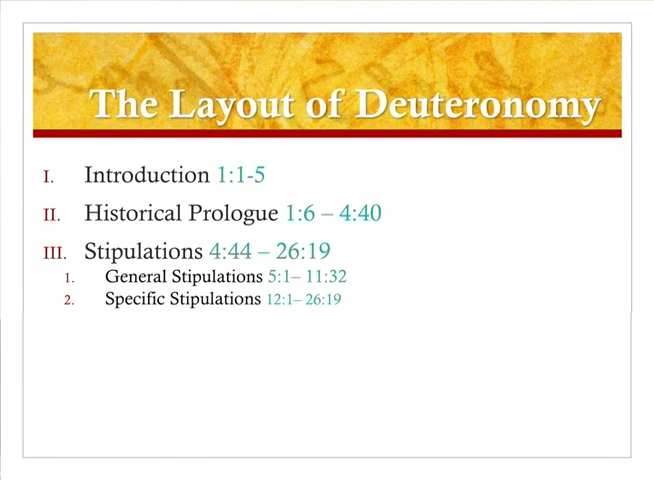 The Layout of Deuteronomy
I. Introduction 1:1-5
II. Historical Prologue 1:6 – 4:40
III. Stipulations 4:44 – 26:19
1. General Stipulations 5:1– 11:32
2. Specific Stipulations 12:1– 26:19